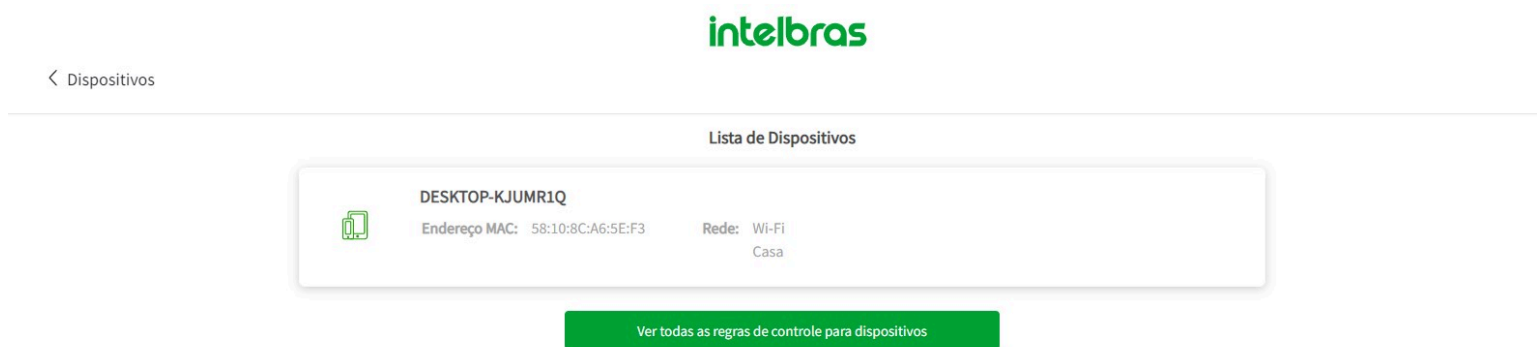 intelbras
Dispositivos
Lista de Dispositivos
DESKTOP-KJUMR1Q
Endereço MAC: 58:10:8C:A6:5E:F3 Rede: Wi-Fi
Casa
Ver todas as regras de controle para dispositivos